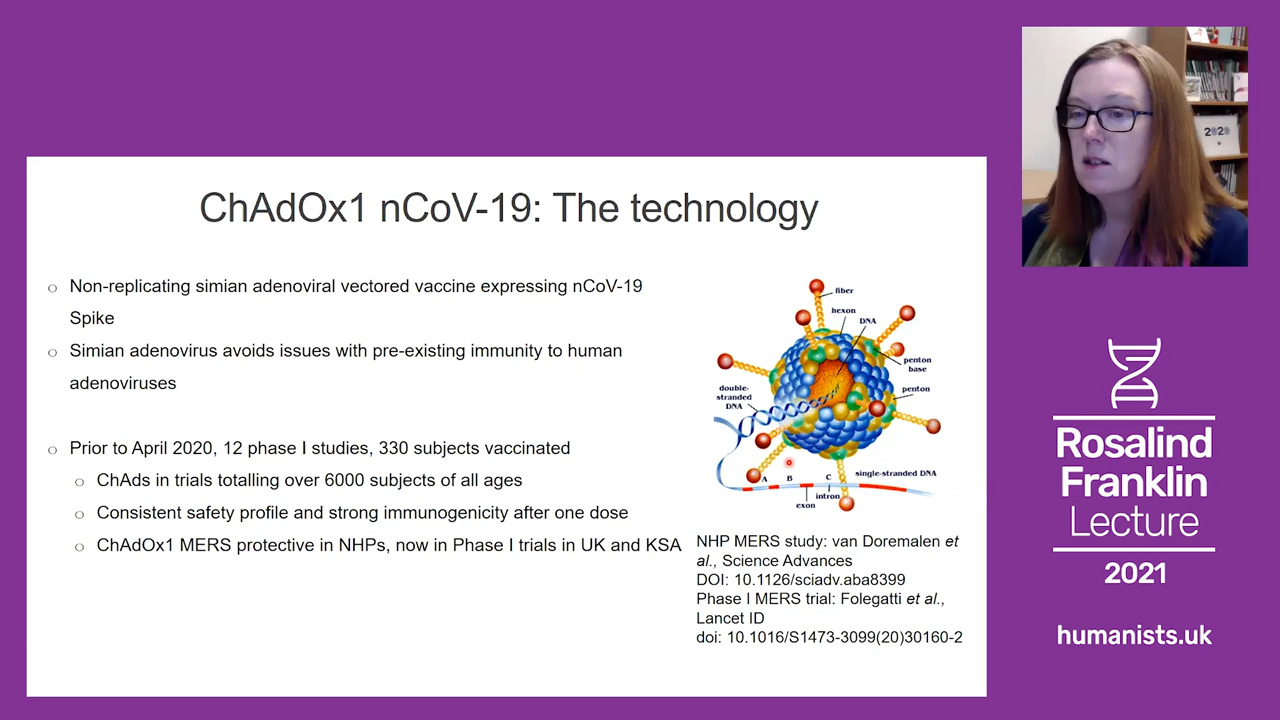 ChAdOx1 nCoV-19: The technology
Non-replicating simian adenoviral vectored vaccine expressing nCoV-19
Spike
Simian adenovirus avoids issues with pre-existing immunity to human
adenoviruses
Prior to April 2020, 12 phase I studies, 330 subjects vaccinated
ChAds in trials totalling over 6000 subjects of all ages
Consistent safety profile and strong immunogenicity after one dose
ChAdOx1 MERS protective in NHPs, now in Phase I trials in UK and KSA
fiber
hexon
DNA
penton
base
penton
double-
stranded
DNA
single-stranded DNA
A
B
C
intron
exon
NHP MERS study: van Doremalen et
al., Science Advances
DOI: 10.1126/sciadv.aba8399
Phase I MERS trial: Folegatti et al.,
Lancet ID
doi: 10.1016/S1473-3099(20)30160-2
2020
Rosalind
Franklin
Lecture
2021
humanists.uk